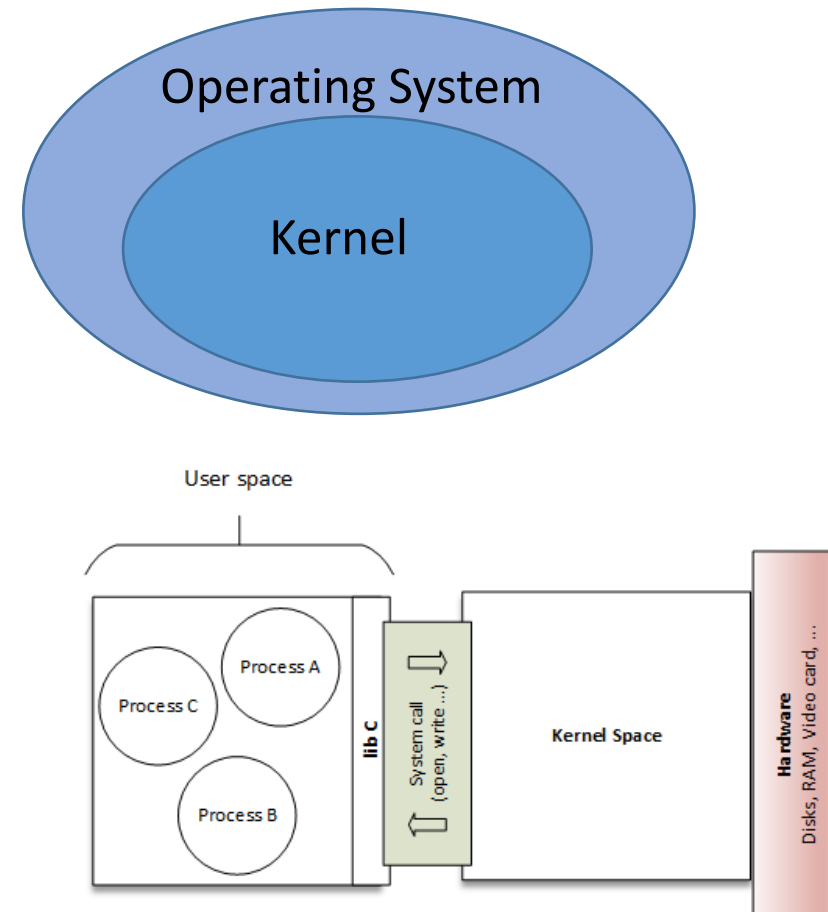 Operating System
Kernel
User space
Process A
Process C
Process B
lib C
System call
(open, write ...)
Kernel Space
Hardware
Disks, RAM, Video card, ...